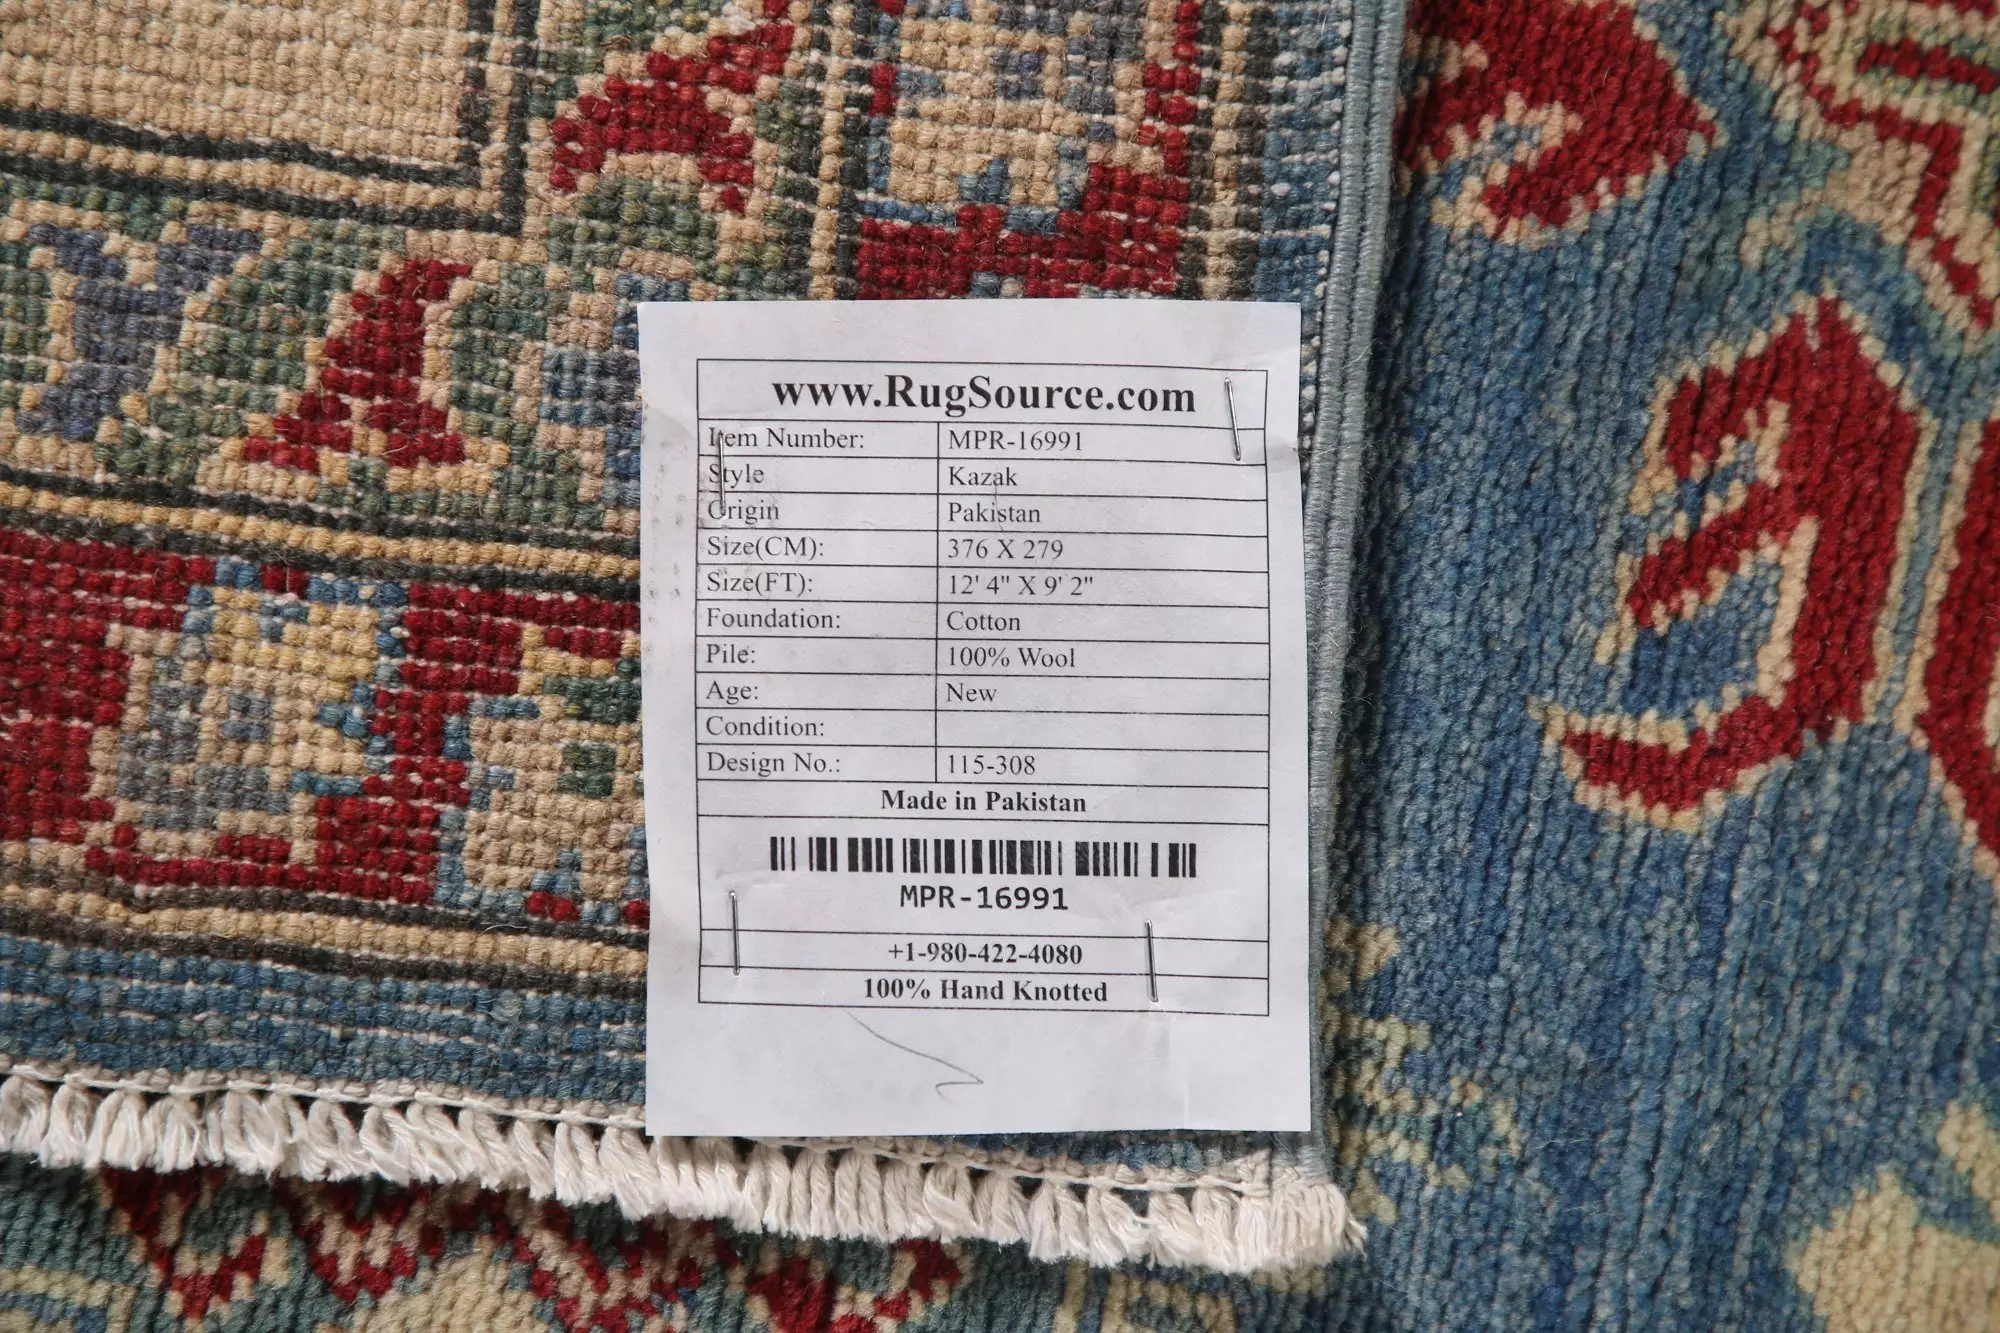 www.RugSource.com
Item Number: MPR-16991
Style Kazak
Origin Pakistan
Size(CM): 376 X 279
Size(FT): 12' 4" X 9' 2"
Foundation: Cotton
Pile: 100% Wool
Age: New
Condition:
Design No.: 115-308
Made in Pakistan
MPR-16991
+1-980-422-4080
100% Hand Knotted